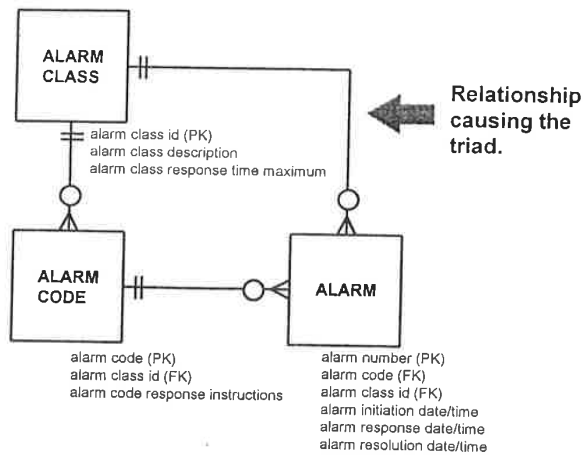 ALARM
CLASS
Relationship
causing the
triad.
alarm class id (PK)
alarm class description
alarm class response time maximum
ALARM
CODE
ALARM
alarm code (PK)
alarm class id (FK)
alarm code response instructions
alarm number (PK)
alarm code (FK)
alarm class id (FK)
alarm initiation date/time
alarm response date/time
alarm resolution date/time